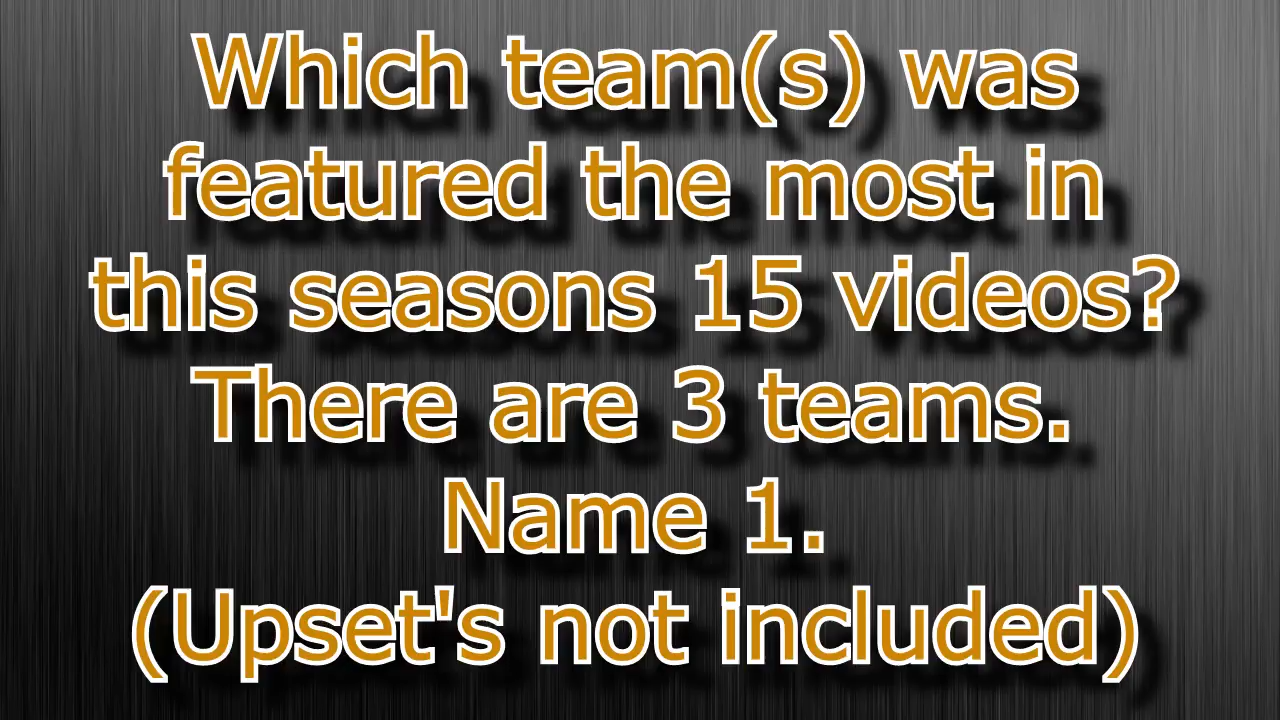 Which team(s) was
featured the most in
this seasons 15 videos?
There are 3 teams.
Name 1.
(Upset's not included)